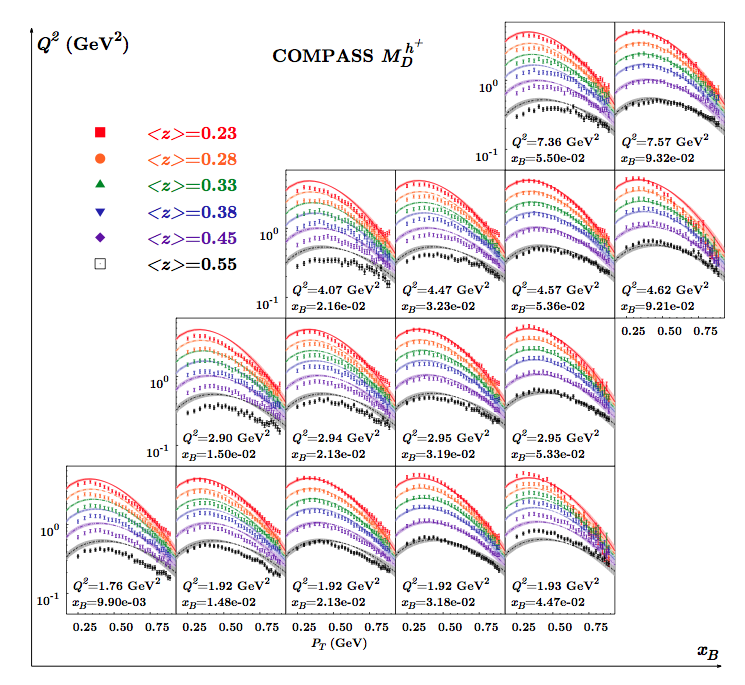 Q² (GeV²)
COMPASS M_D^{h⁺}
<z>=0.23
<z>=0.28
<z>=0.33
<z>=0.38
<z>=0.45
<z>=0.55
10⁰
10⁻¹
Q²=7.36 GeV²
x_B=5.50e-02
Q²=7.57 GeV²
x_B=9.32e-02
10⁰
10⁻¹
Q²=4.07 GeV²
x_B=2.16e-02
Q²=4.47 GeV²
x_B=3.23e-02
Q²=4.57 GeV²
x_B=5.36e-02
Q²=4.62 GeV²
x_B=9.21e-02
0.25 0.50 0.75
10⁰
10⁻¹
Q²=2.90 GeV²
x_B=1.50e-02
Q²=2.94 GeV²
x_B=2.13e-02
Q²=2.95 GeV²
x_B=3.19e-02
Q²=2.95 GeV²
x_B=5.33e-02
10⁰
10⁻¹
Q²=1.76 GeV²
x_B=9.90e-03
Q²=1.92 GeV²
x_B=1.48e-02
Q²=1.92 GeV²
x_B=2.13e-02
Q²=1.92 GeV²
x_B=3.18e-02
Q²=1.93 GeV²
x_B=4.47e-02
0.25 0.50 0.75 0.25 0.50 0.75 0.25 0.50 0.75 0.25 0.50 0.75 0.25 0.50 0.75
P_T (GeV)
x_B